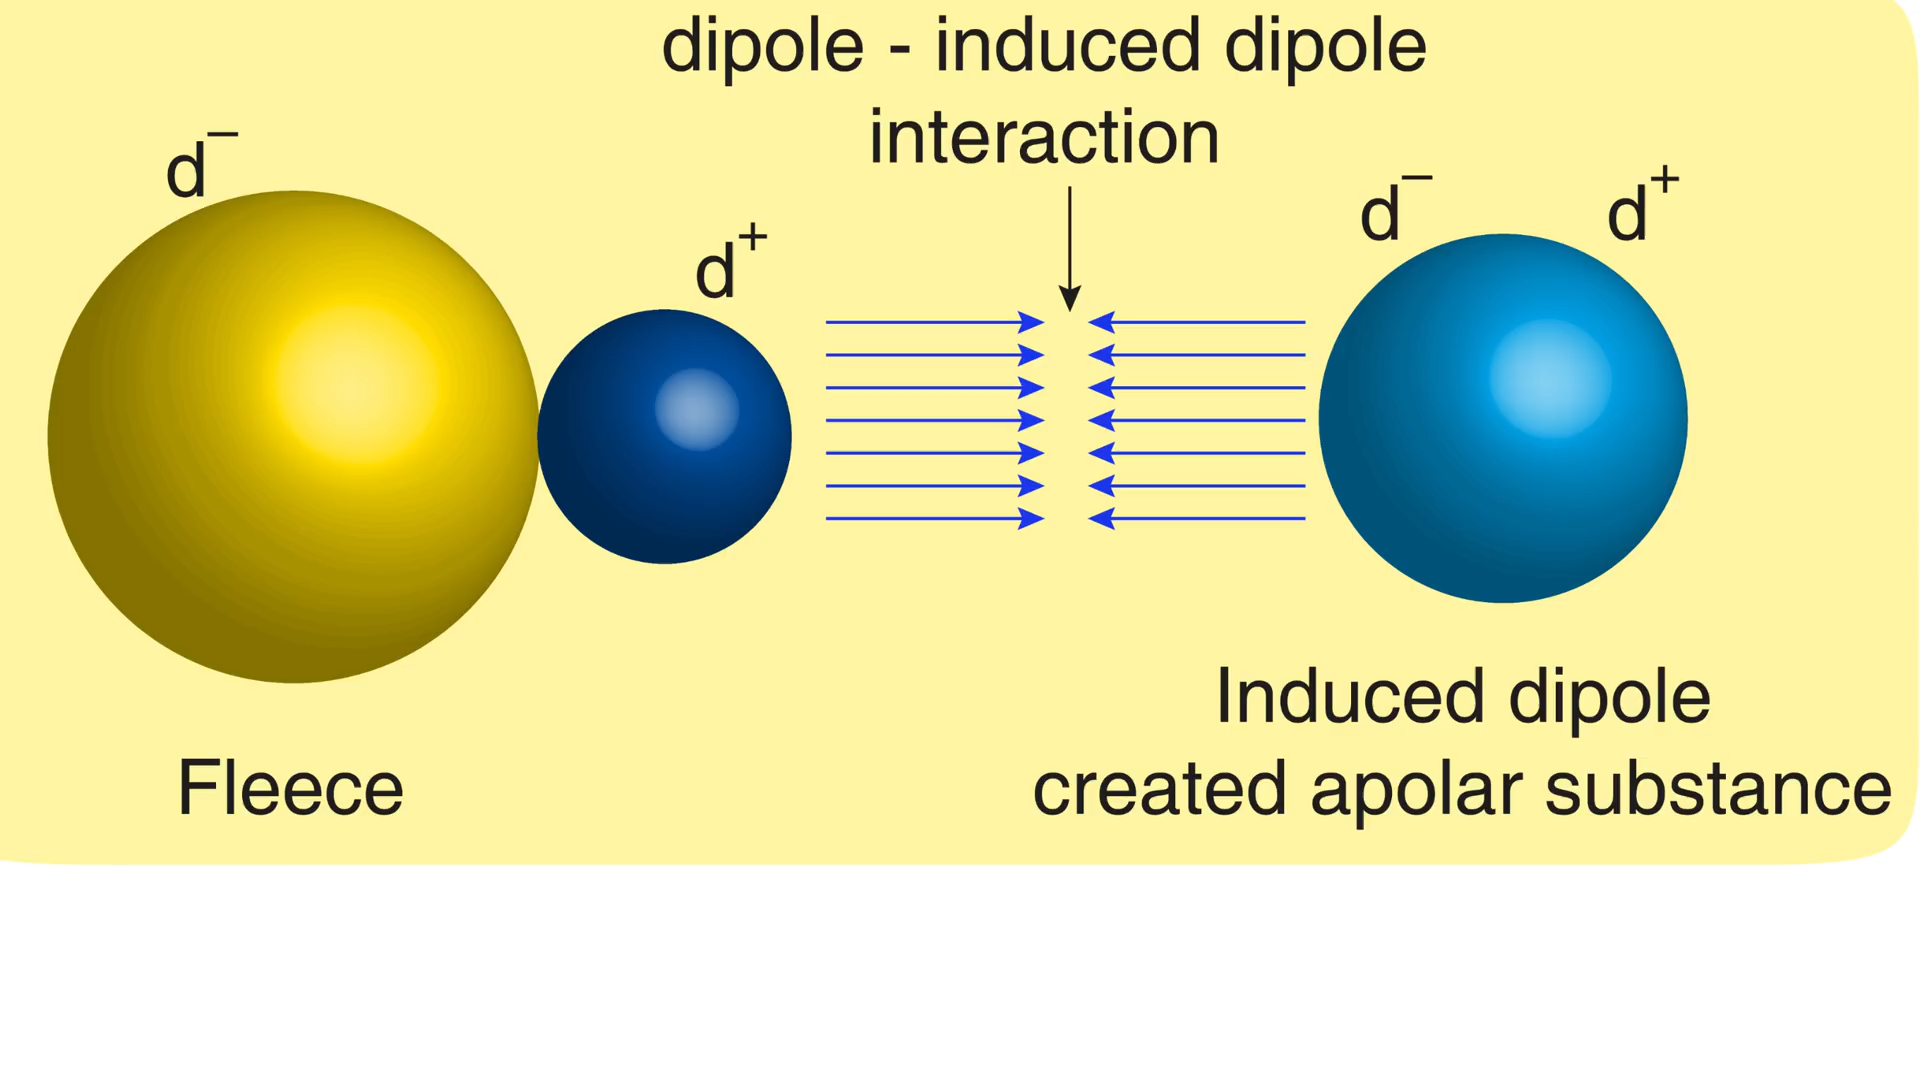 dipole - induced dipole
interaction
d⁻
d⁺
d⁻ d⁺
Induced dipole
created apolar substance
Fleece